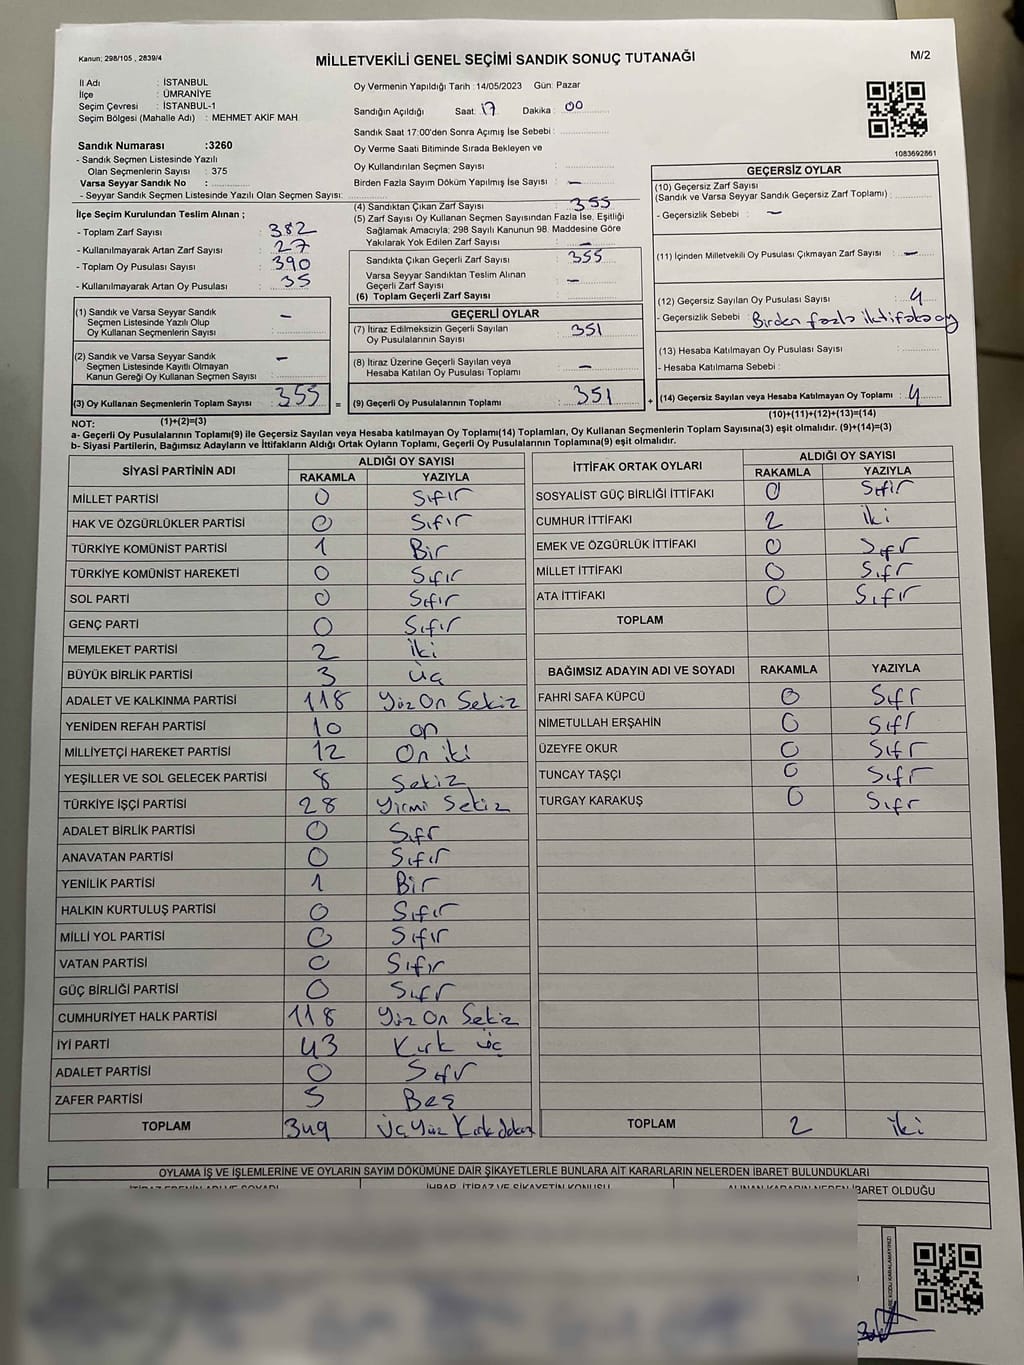 Kanun; 298/105 , 2839/4
MİLLETVEKİLİ GENEL SEÇİMİ SANDIK SONUÇ TUTANAĞI
M/2
İl Adı : İSTANBUL
İlçe : ÜMRANİYE
Seçim Çevresi : İSTANBUL-1
Seçim Bölgesi (Mahalle Adı) : MEHMET AKİF MAH.
Sandık Numarası :3260
- Sandık Seçmen Listesinde Yazılı
Olan Seçmenlerin Sayısı : 375
Varsa Seyyar Sandık No :
- Seyyar Sandık Seçmen Listesinde Yazılı Olan Seçmen Sayısı:
İlçe Seçim Kurulundan Teslim Alınan ;
- Toplam Zarf Sayısı : 382
- Kullanılmayarak Artan Zarf Sayısı : 27
- Toplam Oy Pusulası Sayısı : 390
- Kullanılmayarak Artan Oy Pusulası : 35
Oy Vermenin Yapıldığı Tarih :14/05/2023 Gün: Pazar
Sandığın Açıldığı Saat: 17 Dakika : 00
Sandık Saat 17:00'den Sonra Açımış İse Sebebi :
Oy Verme Saati Bitiminde Sırada Bekleyen ve
Oy Kullandırılan Seçmen Sayısı :
Birden Fazla Sayım Döküm Yapılmış İse Sayısı : –
(4) Sandıktan Çıkan Zarf Sayısı : 355
(5) Zarf Sayısı Oy Kullanan Seçmen Sayısından Fazla İse, Eşitliği
Sağlamak Amacıyla; 298 Sayılı Kanunun 98. Maddesine Göre
Yakılarak Yok Edilen Zarf Sayısı : –
Sandıkta Çıkan Geçerli Zarf Sayısı : 355
Varsa Seyyar Sandıktan Teslim Alınan
Geçerli Zarf Sayısı : –
(6) Toplam Geçerli Zarf Sayısı :
1083692861
GEÇERSİZ OYLAR
(10) Geçersiz Zarf Sayısı
(Sandık ve Varsa Seyyar Sandık Geçersiz Zarf Toplamı) :
- Geçersizlik Sebebi : –
(11) İçinden Milletvekili Oy Pusulası Çıkmayan Zarf Sayısı : –
(12) Geçersiz Sayılan Oy Pusulası Sayısı : 4
- Geçersizlik Sebebi : Birden fazla ittifaka oy
(13) Hesaba Katılmayan Oy Pusulası Sayısı :
- Hesaba Katılmama Sebebi :
(14) Geçersiz Sayılan veya Hesaba Katılmayan Oy Toplamı : 4
(10)+(11)+(12)+(13)=(14)
(1) Sandık ve Varsa Seyyar Sandık
Seçmen Listesinde Yazılı Olup
Oy Kullanan Seçmenlerin Sayısı : –
(2) Sandık ve Varsa Seyyar Sandık
Seçmen Listesinde Kayıtlı Olmayan
Kanun Gereği Oy Kullanan Seçmen Sayısı : –
(3) Oy Kullanan Seçmenlerin Toplam Sayısı : 355 =
(1)+(2)=(3)
GEÇERLİ OYLAR
(7) İtiraz Edilmeksizin Geçerli Sayılan
Oy Pusulalarının Sayısı : 351
(8) İtiraz Üzerine Geçerli Sayılan veya
Hesaba Katılan Oy Pusulası Toplamı : –
(9) Geçerli Oy Pusulalarının Toplamı : 351 +
NOT:
a- Geçerli Oy Pusulalarının Toplamı(9) ile Geçersiz Sayılan veya Hesaba katılmayan Oy Toplamı(14) Toplamları, Oy Kullanan Seçmenlerin Toplam Sayısına(3) eşit olmalıdır. (9)+(14)=(3)
b- Siyasi Partilerin, Bağımsız Adayların ve İttifakların Aldığı Ortak Oyların Toplamı, Geçerli Oy Pusulalarının Toplamına(9) eşit olmalıdır.
SİYASİ PARTİNİN ADI ALDIĞI OY SAYISI
RAKAMLA YAZIYLA
MİLLET PARTİSİ 0 Sıfır
HAK VE ÖZGÜRLÜKLER PARTİSİ 0 Sıfır
TÜRKİYE KOMÜNİST PARTİSİ 1 Bir
TÜRKİYE KOMÜNİST HAREKETİ 0 Sıfır
SOL PARTİ 0 Sıfır
GENÇ PARTİ 0 Sıfır
MEMLEKET PARTİSİ 2 İki
BÜYÜK BİRLİK PARTİSİ 3 Üç
ADALET VE KALKINMA PARTİSİ 118 Yüz On Sekiz
YENİDEN REFAH PARTİSİ 10 on
MİLLİYETÇİ HAREKET PARTİSİ 12 On iki
YEŞİLLER VE SOL GELECEK PARTİSİ 8 Sekiz
TÜRKİYE İŞÇİ PARTİSİ 28 Yirmi Sekiz
ADALET BİRLİK PARTİSİ 0 Sıfr
ANAVATAN PARTİSİ 0 Sıfır
YENİLİK PARTİSİ 1 Bir
HALKIN KURTULUŞ PARTİSİ 0 Sıfır
MİLLİ YOL PARTİSİ 0 Sıfır
VATAN PARTİSİ 0 Sıfır
GÜÇ BİRLİĞİ PARTİSİ 0 Sıfr
CUMHURİYET HALK PARTİSİ 118 Yüz On Sekiz
İYİ PARTİ 43 Kırk üç
ADALET PARTİSİ 0 Sıfr
ZAFER PARTİSİ 5 Beş
TOPLAM 349 Üç Yüz Kırk dokuz
İTTİFAK ORTAK OYLARI ALDIĞI OY SAYISI
RAKAMLA YAZIYLA
SOSYALİST GÜÇ BİRLİĞİ İTTİFAKI 0 Sıfır
CUMHUR İTTİFAKI 2 İki
EMEK VE ÖZGÜRLÜK İTTİFAKI 0 Sıfr
MİLLET İTTİFAKI 0 Sıfr
ATA İTTİFAKI 0 Sıfır
TOPLAM
BAĞIMSIZ ADAYIN ADI VE SOYADI RAKAMLA YAZIYLA
FAHRİ SAFA KÜPCÜ 0 Sıfr
NİMETULLAH ERŞAHİN 0 Sıfr
ÜZEYFE OKUR 0 Sıfr
TUNCAY TAŞÇI 0 Sıfr
TURGAY KARAKUŞ 0 Sıfr
TOPLAM 2 iki
OYLAMA İŞ VE İŞLEMLERİNE VE OYLARIN SAYIM DÖKÜMÜNE DAİR ŞİKAYETLERLE BUNLARA AİT KARARLARIN NELERDEN İBARET BULUNDUKLARI
İTİRAZ EDENİN ADI VE SOYADI İHBAR, İTİRAZ VE ŞİKAYETİN KONUSU ALINAN KARARIN NEDEN İBARET OLDUĞU